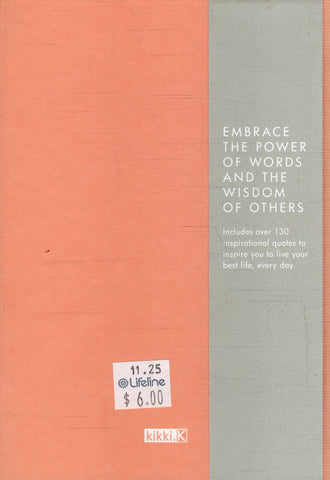 EMBRACE
THE POWER
OF WORDS
AND THE
WISDOM
OF OTHERS
Includes over 130
inspirational quotes to
inspire you to live your
best life, every day.
11.25
Lifeline
$ 6.00
kikki.K